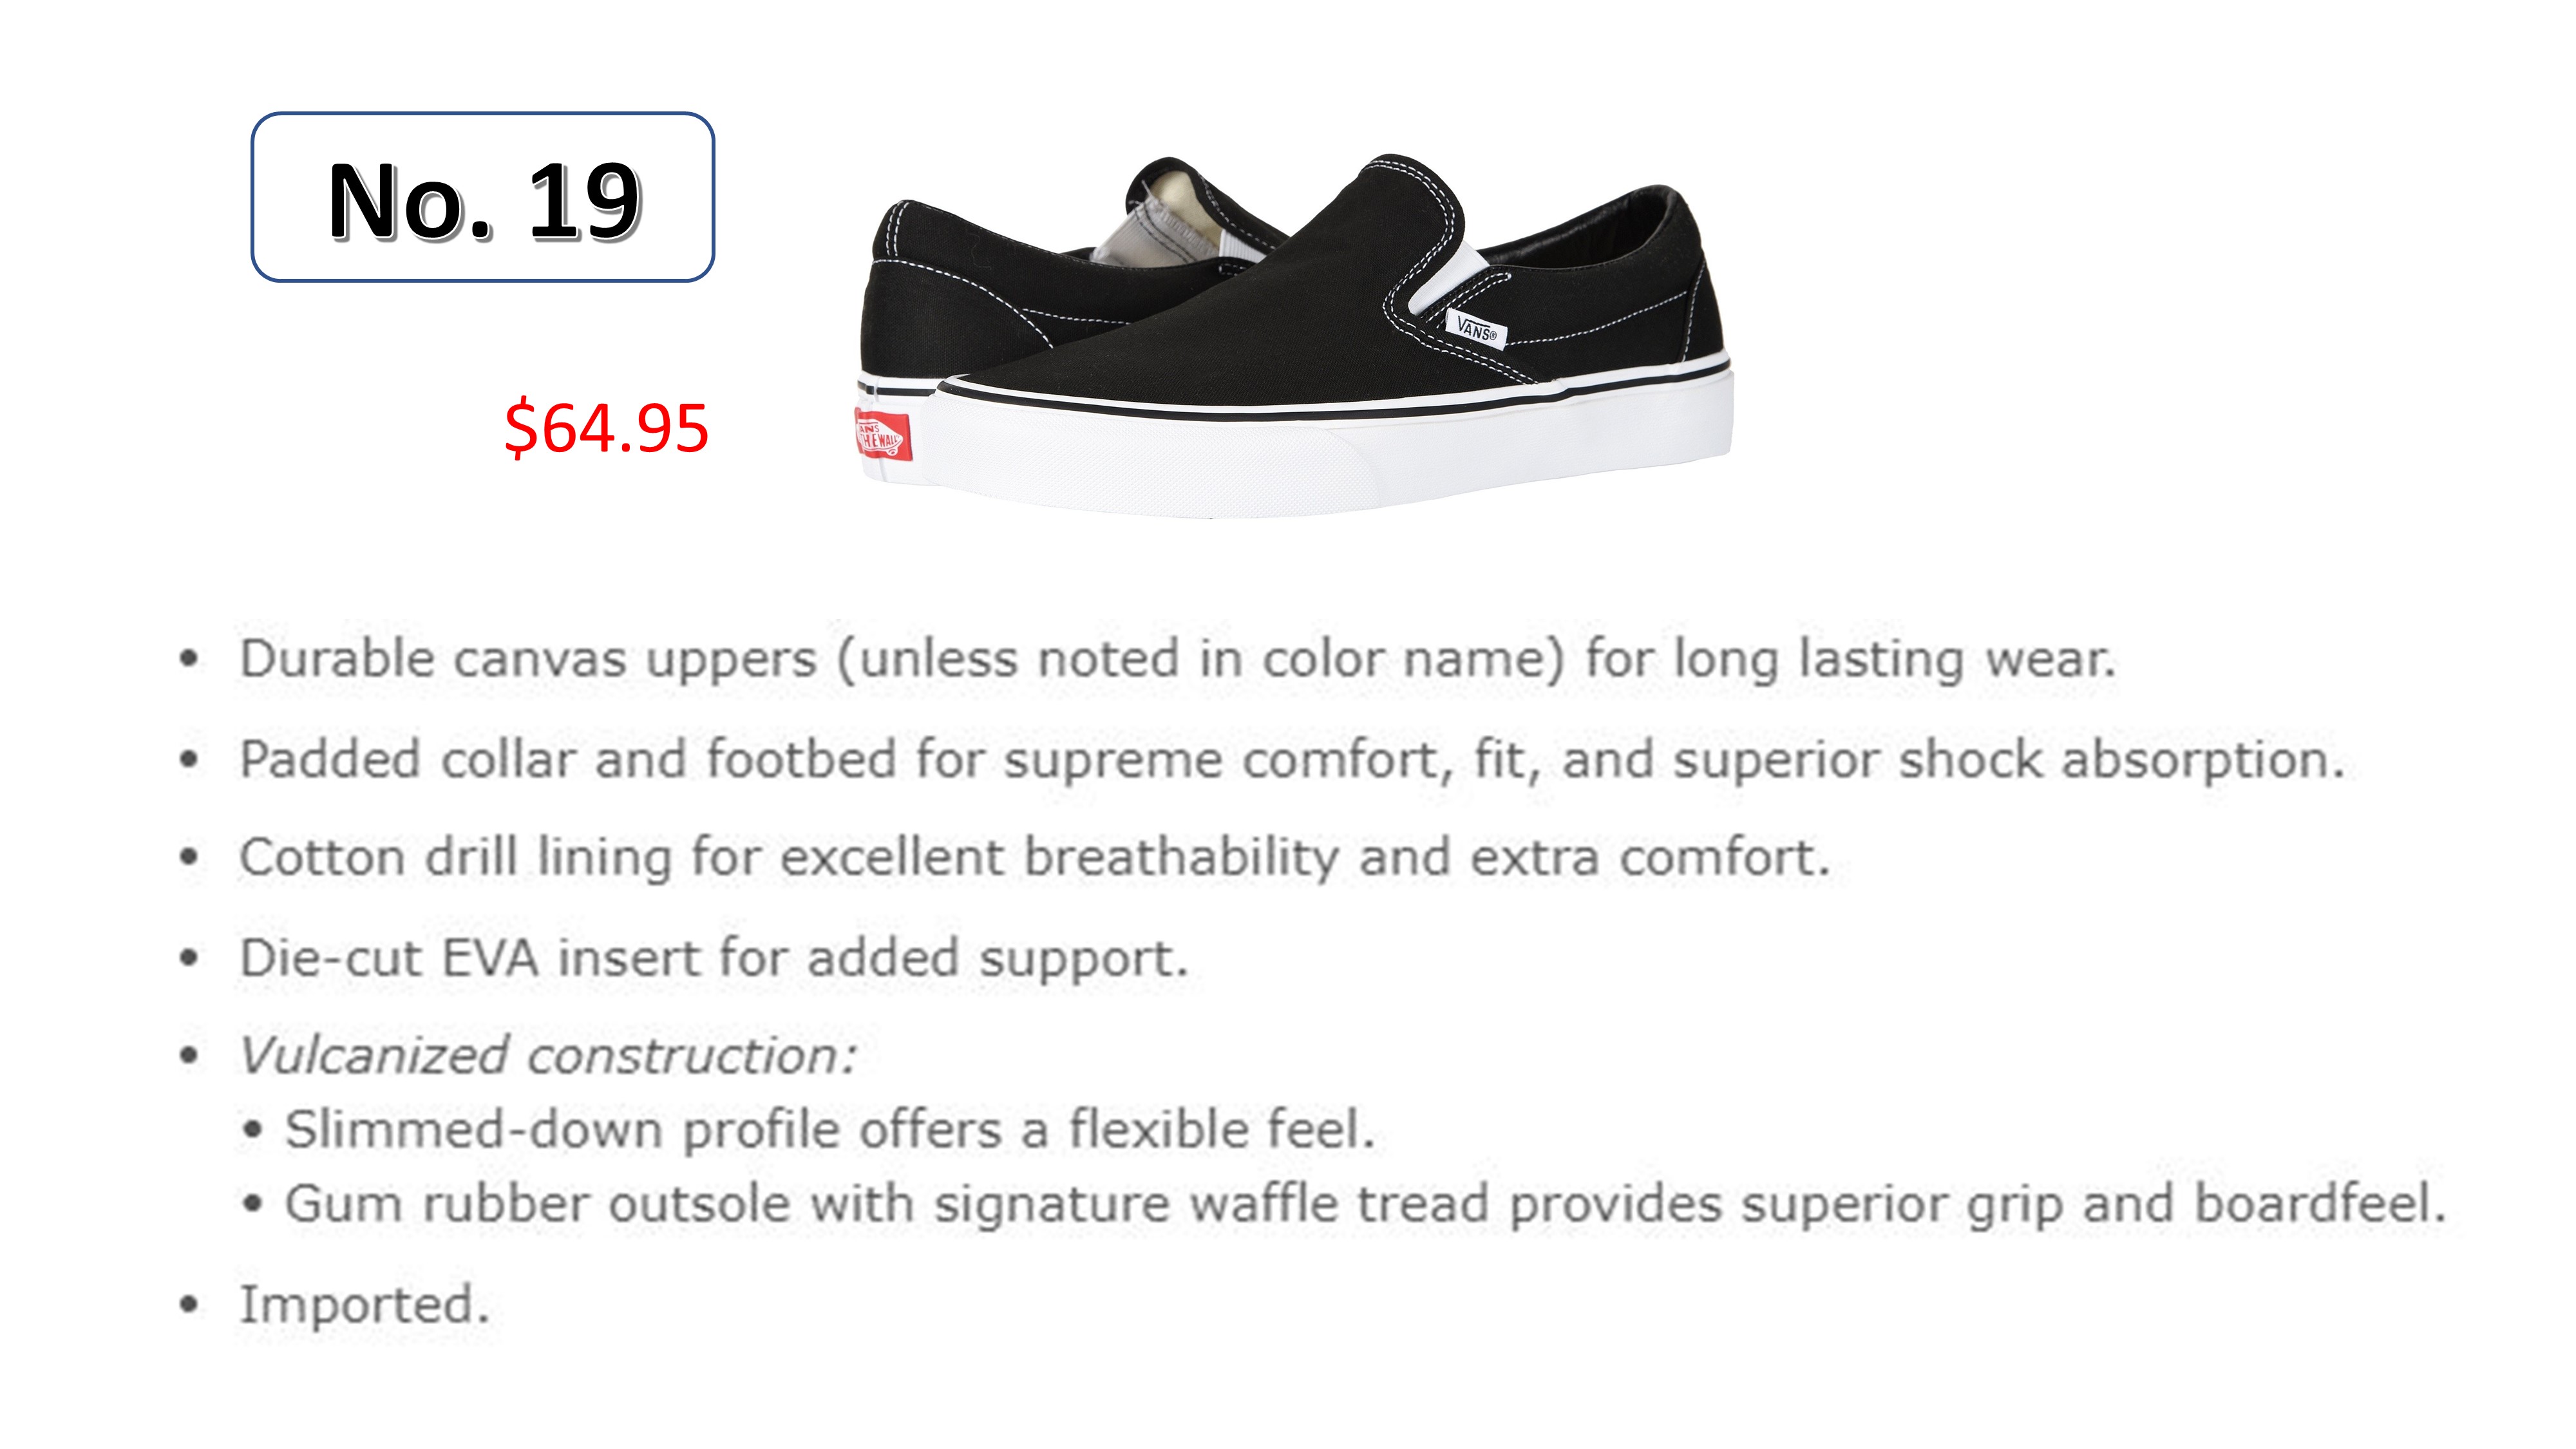 No. 19
$64.95
VANS®
ANS
THE WALL
• Durable canvas uppers (unless noted in color name) for long lasting wear.
• Padded collar and footbed for supreme comfort, fit, and superior shock absorption.
• Cotton drill lining for excellent breathability and extra comfort.
• Die-cut EVA insert for added support.
• Vulcanized construction:
• Slimmed-down profile offers a flexible feel.
• Gum rubber outsole with signature waffle tread provides superior grip and boardfeel.
• Imported.